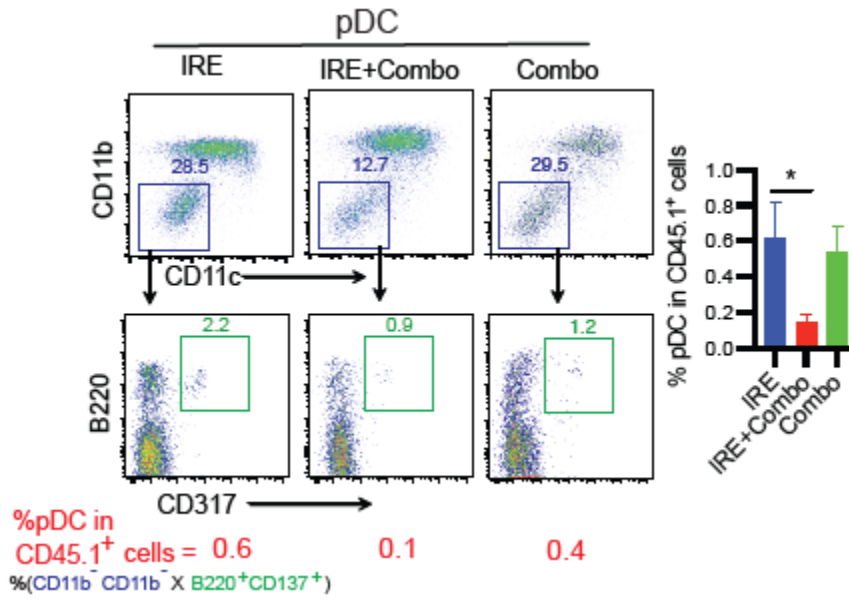 pDC
IRE IRE+Combo Combo
CD11b
28.5 12.7 29.5
CD11c
2.2 0.9 1.2
B220
CD317
%pDC in
CD45.1⁺ cells = 0.6 0.1 0.4
%(CD11b⁻ CD11b⁻ X B220⁺CD137⁺)
% pDC in CD45.1⁺ cells
1.0
0.8
0.6
0.4
0.2
0.0
*
IRE
IRE+Combo
Combo